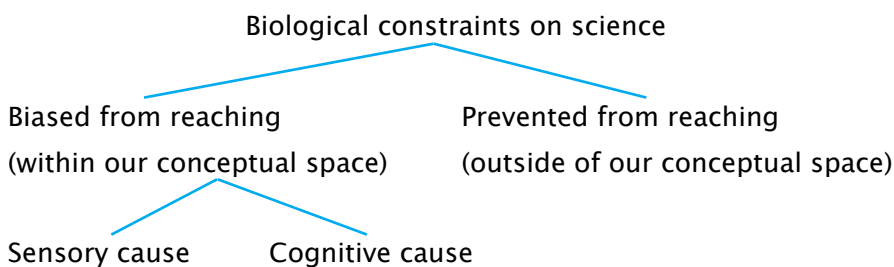 Biological constraints on science
Biased from reaching
(within our conceptual space)
Prevented from reaching
(outside of our conceptual space)
Sensory cause
Cognitive cause